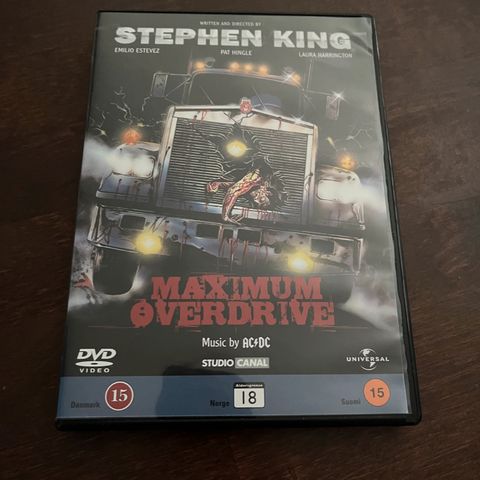 WRITTEN AND DIRECTED BY
STEPHEN KING
EMILIO ESTEVEZ PAT HINGLE LAURA HARRINGTON
MAXIMUM
OVERDRIVE
Music by AC⚡DC
STUDIO CANAL
DVD
VIDEO
UNIVERSAL
Danmark 15 Norge Aldersgrense 18 Suomi 15